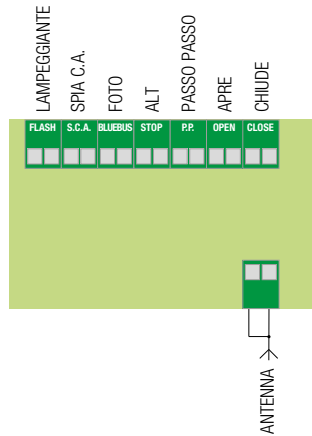 LAMPEGGIANTE
SPIA C.A.
FOTO
ALT
PASSO PASSO
APRE
CHIUDE
FLASH
S.C.A.
BLUEBUS
STOP
P.P.
OPEN
CLOSE
ANTENNA